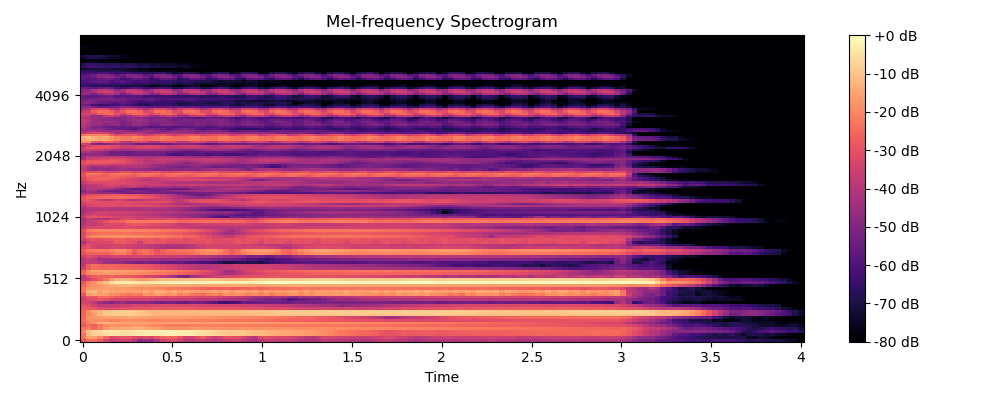 Mel-frequency Spectrogram
Hz
4096
2048
1024
512
0
0 0.5 1 1.5 2 2.5 3 3.5 4
Time
+0 dB
-10 dB
-20 dB
-30 dB
-40 dB
-50 dB
-60 dB
-70 dB
-80 dB